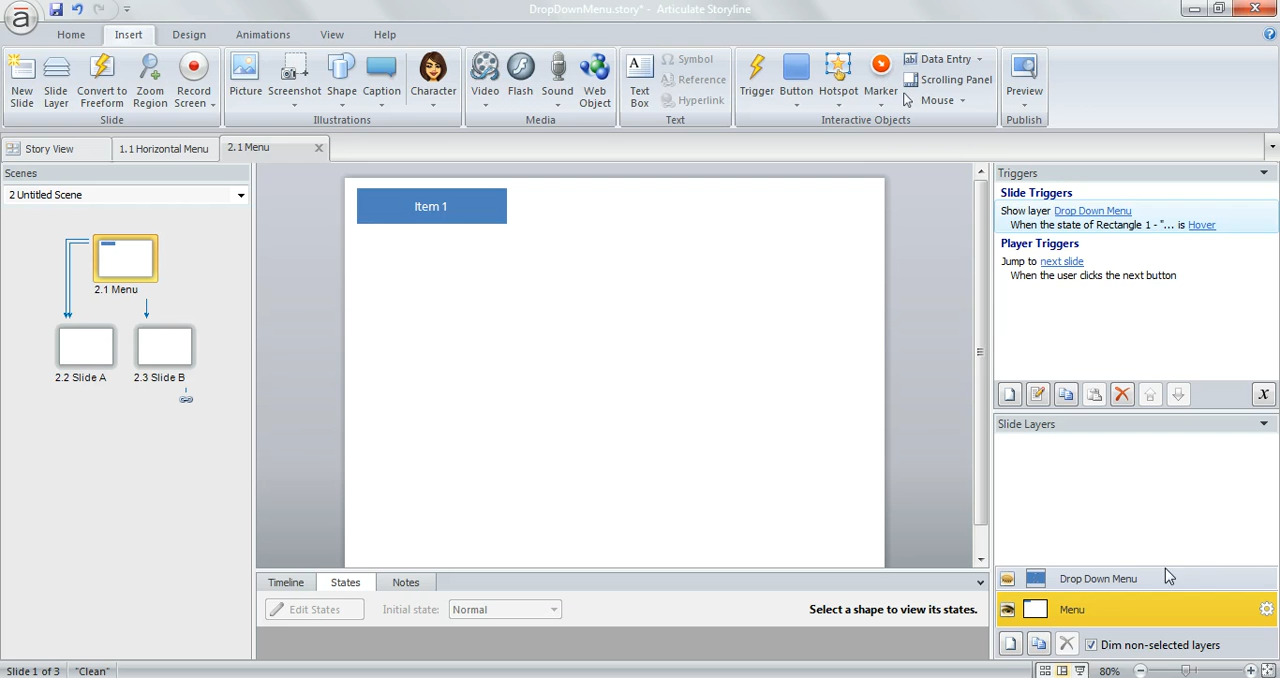 DropDownMenu.story* - Articulate Storyline
Home Insert Design Animations View Help
New Slide
Slide Layer
Convert to Freeform
Zoom Region
Record Screen
Slide
Picture
Screenshot
Shape
Caption
Character
Illustrations
Video
Flash
Sound
Web Object
Media
Text Box
Symbol
Reference
Hyperlink
Text
Trigger
Button
Hotspot
Marker
Data Entry
Scrolling Panel
Mouse
Interactive Objects
Preview
Publish
Story View
1.1 Horizontal Menu
2.1 Menu
Scenes
2 Untitled Scene
2.1 Menu
2.2 Slide A
2.3 Slide B
Item 1
Triggers
Slide Triggers
Show layer Drop Down Menu
When the state of Rectangle 1 - "... is Hover
Player Triggers
Jump to next slide
When the user clicks the next button
x
Slide Layers
Drop Down Menu
Menu
Dim non-selected layers
Timeline States Notes
Edit States
Initial state: Normal
Select a shape to view its states.
Slide 1 of 3
"Clean"
80%